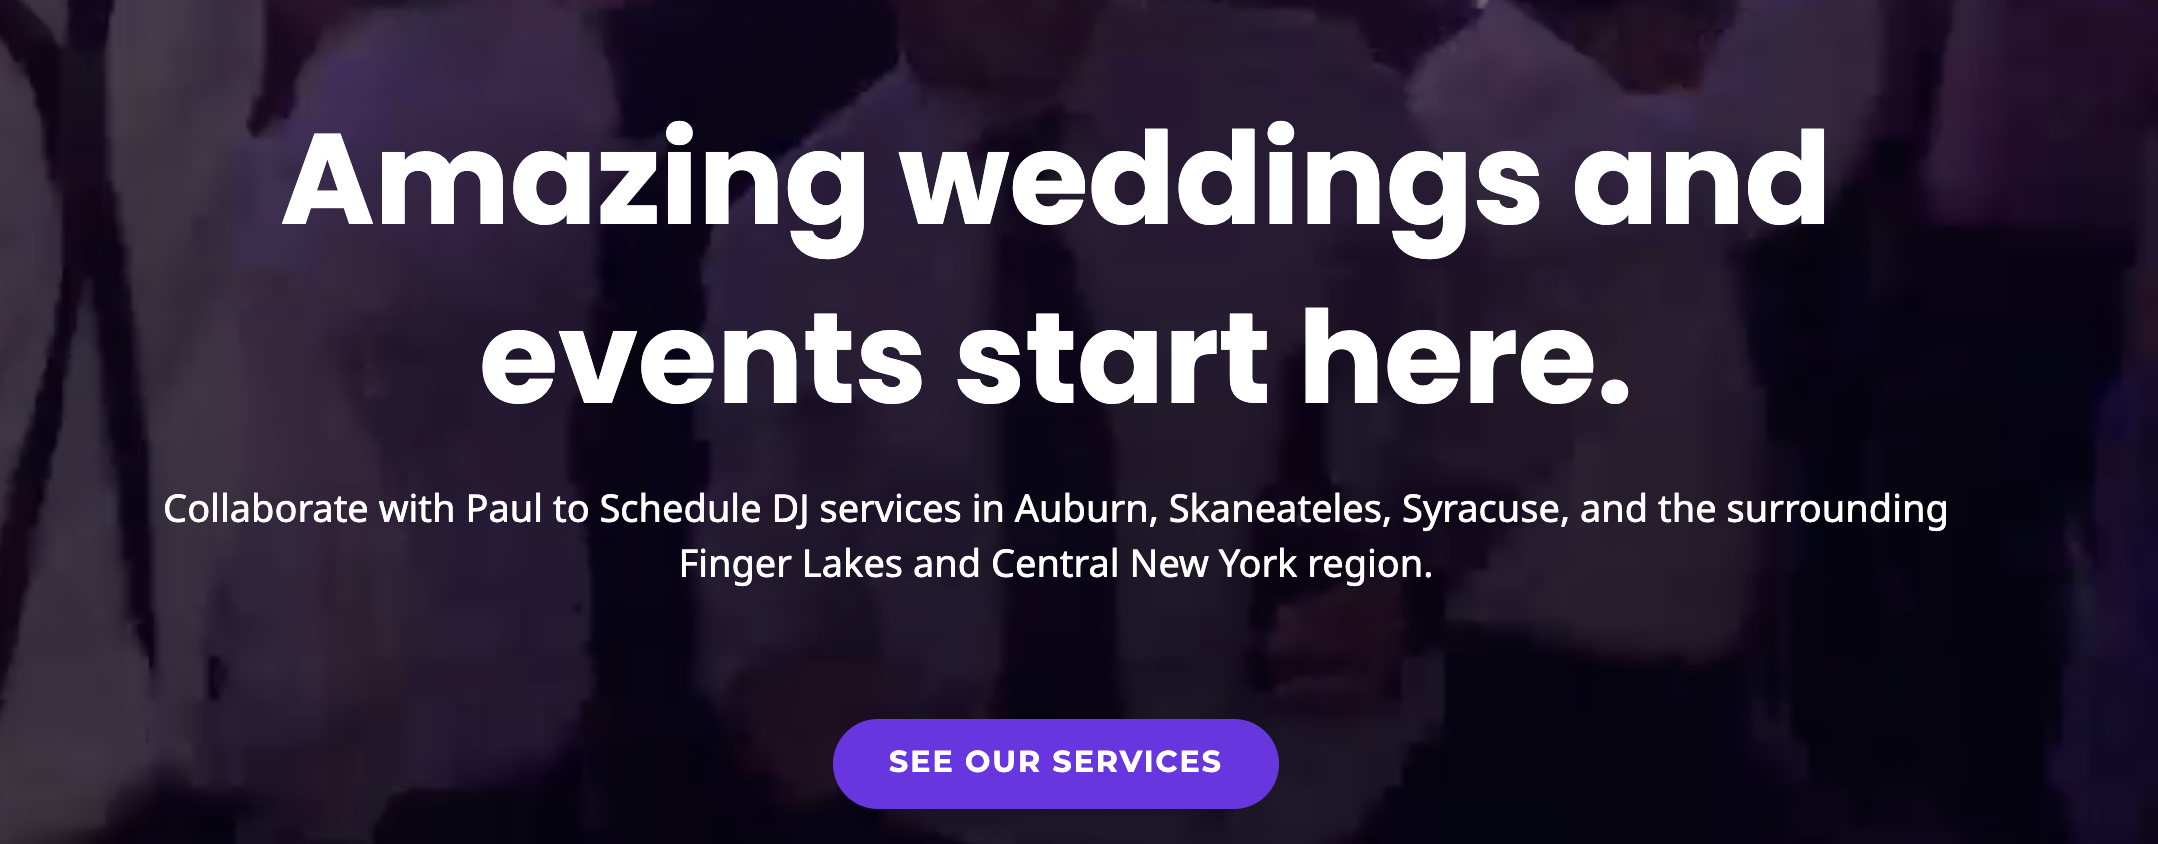 Amazing weddings and
events start here.
Collaborate with Paul to Schedule DJ services in Auburn, Skaneateles, Syracuse, and the surrounding
Finger Lakes and Central New York region.
SEE OUR SERVICES